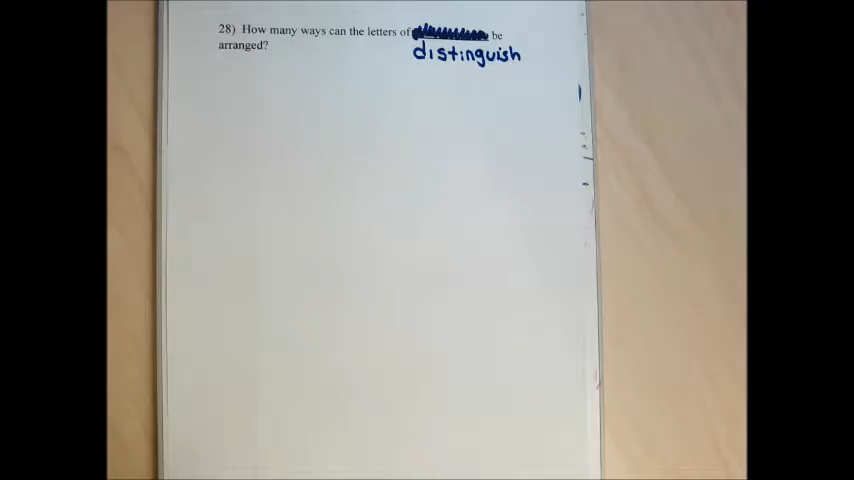 28) How many ways can the letters of be
distinguish
arranged?